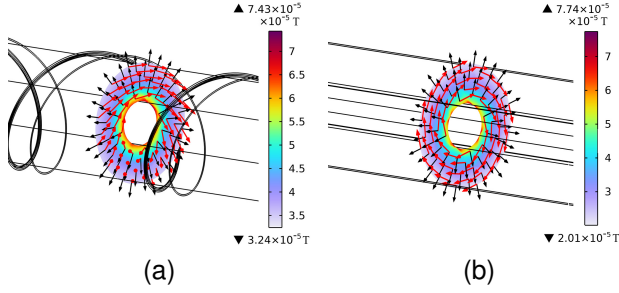 ▲ 7.43×10⁻⁵
×10⁻⁵ T
7
6.5
6
5.5
5
4.5
4
3.5
▼ 3.24×10⁻⁵ T
(a)
▲ 7.74×10⁻⁵
×10⁻⁵ T
7
6
5
4
3
▼ 2.01×10⁻⁵ T
(b)